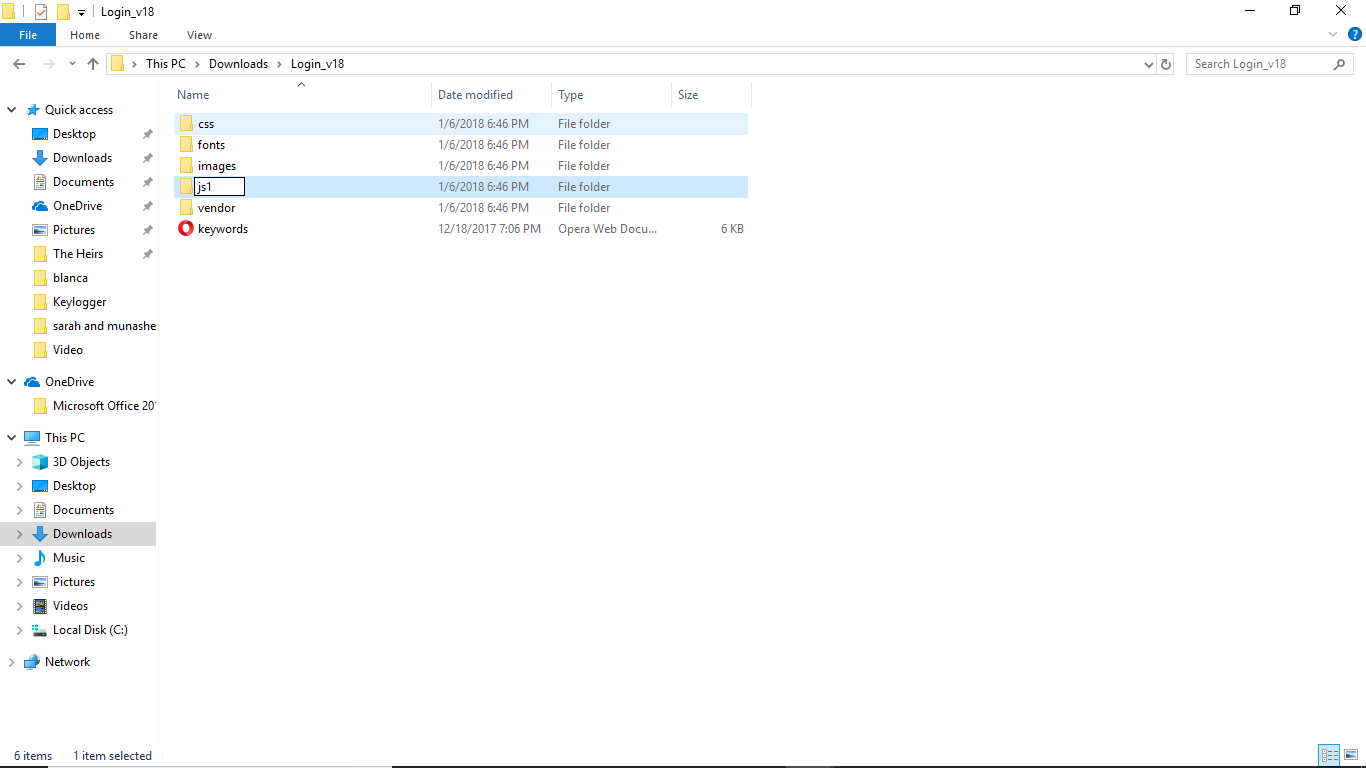 Login_v18
File Home Share View
This PC Downloads Login_v18
Search Login_v18
Name Date modified Type Size
Quick access
Desktop
Downloads
Documents
OneDrive
Pictures
The Heirs
blanca
Keylogger
sarah and munashe
Video
OneDrive
Microsoft Office 20
This PC
3D Objects
Desktop
Documents
Downloads
Music
Pictures
Videos
Local Disk (C:)
Network
css 1/6/2018 6:46 PM File folder
fonts 1/6/2018 6:46 PM File folder
images 1/6/2018 6:46 PM File folder
js1 1/6/2018 6:46 PM File folder
vendor 1/6/2018 6:46 PM File folder
keywords 12/18/2017 7:06 PM Opera Web Docu... 6 KB
6 items 1 item selected